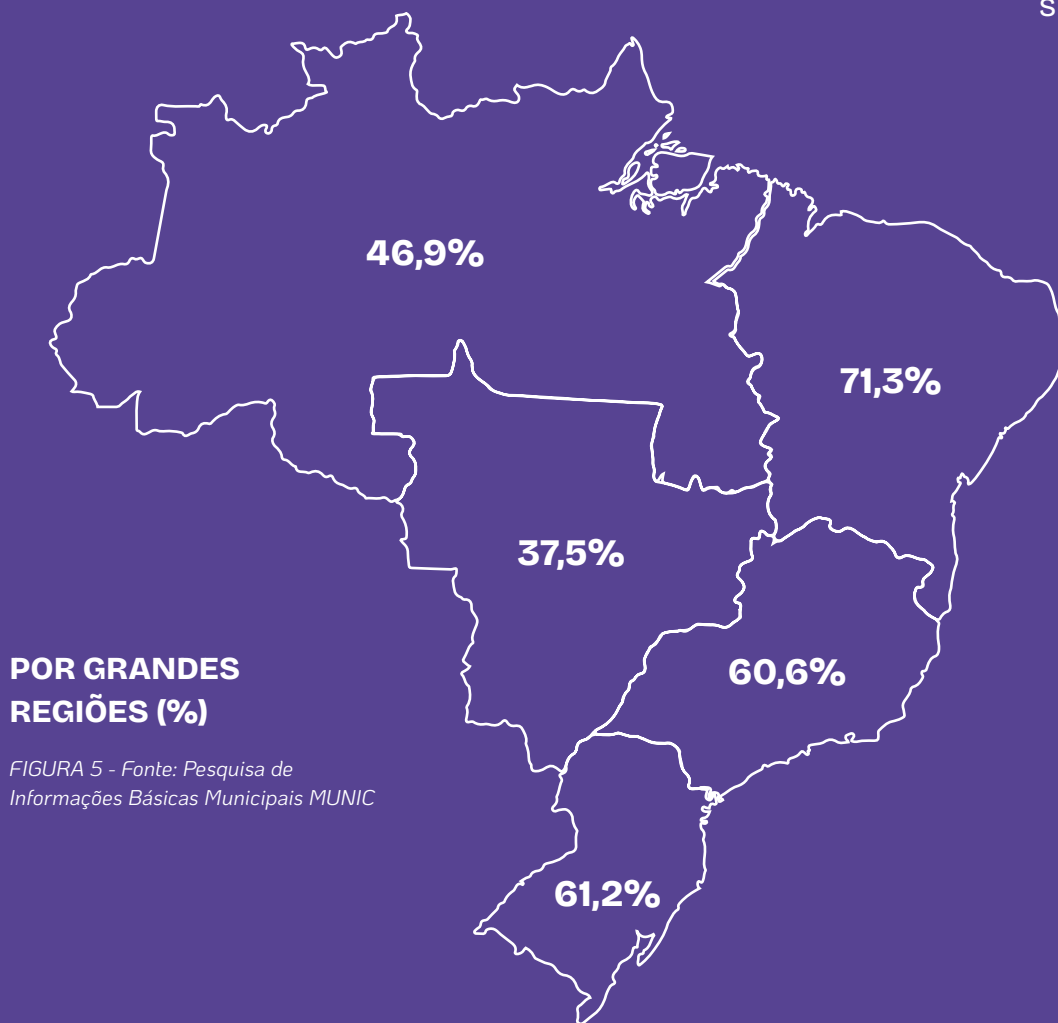 S
46,9%
71,3%
37,5%
60,6%
POR GRANDES
REGIÕES (%)
FIGURA 5 - Fonte: Pesquisa de
Informações Básicas Municipais MUNIC
61,2%